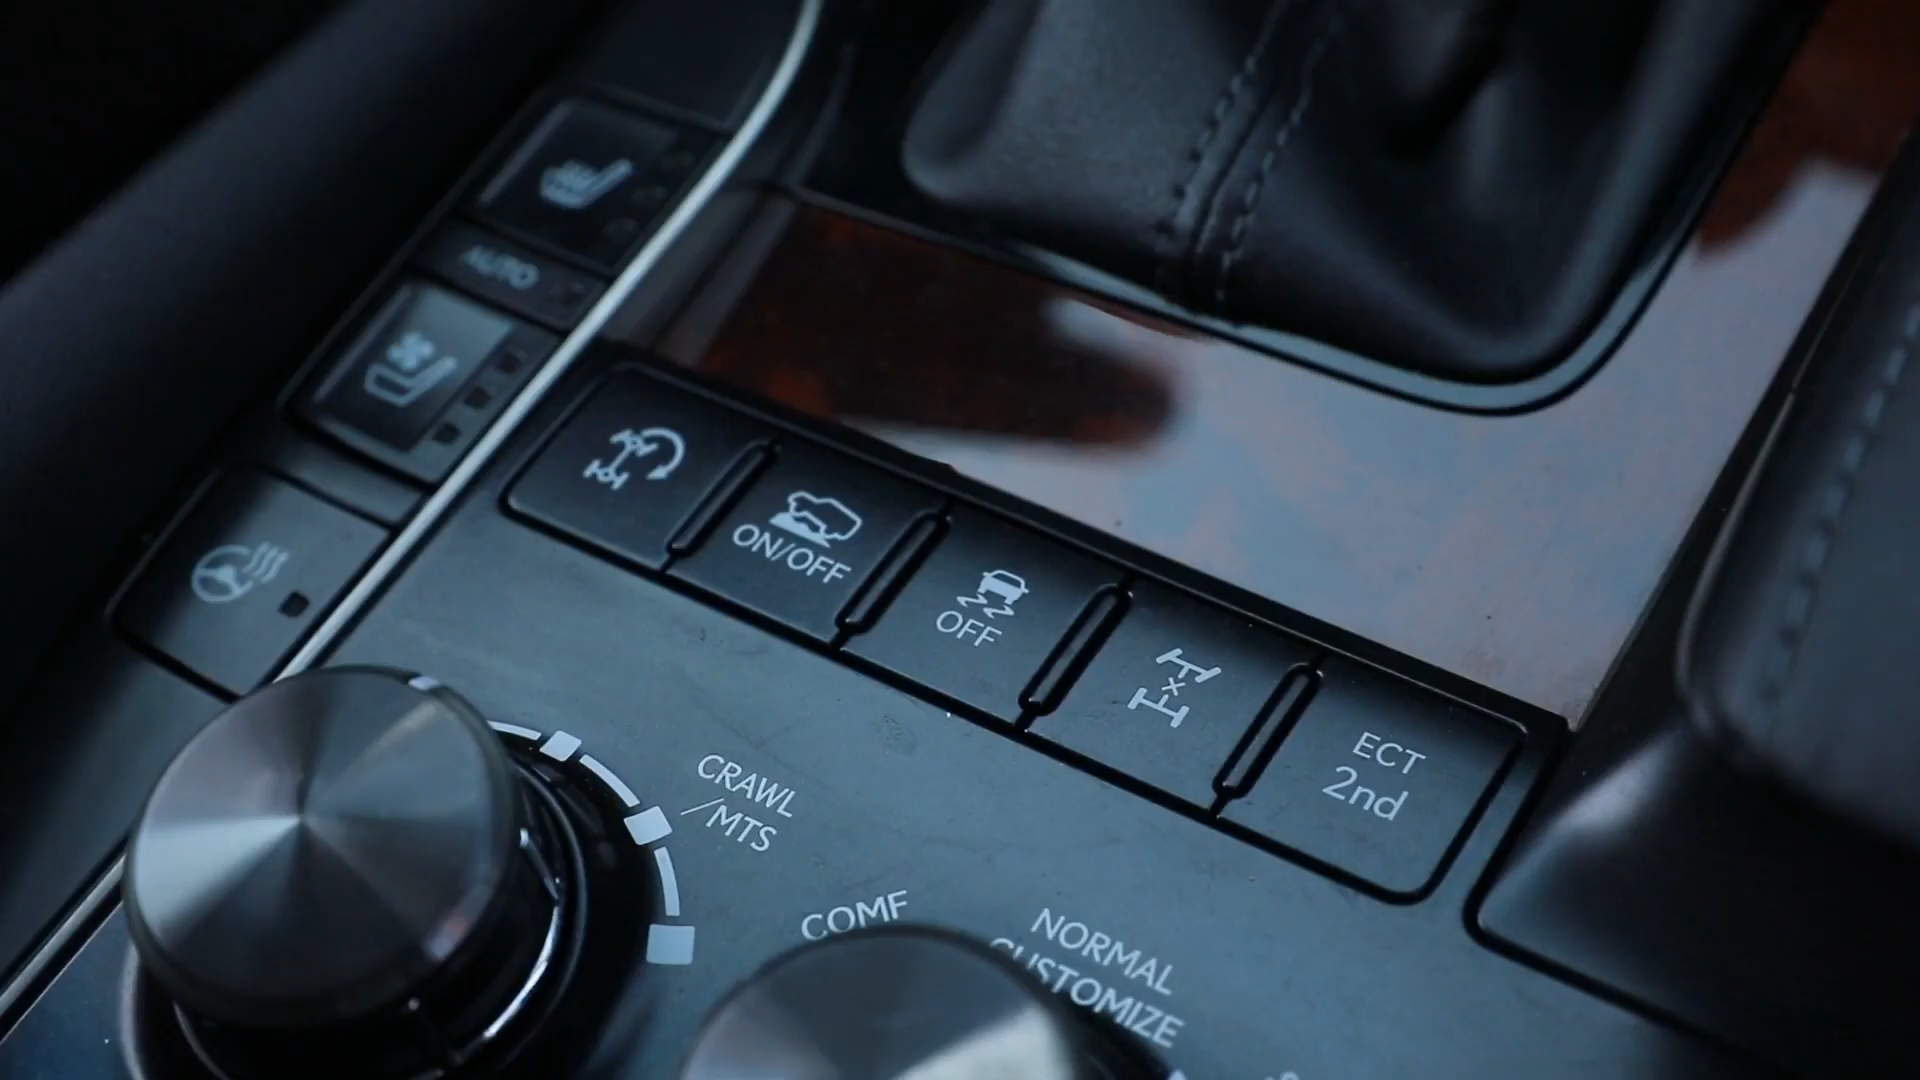 AUTO
ON/OFF
OFF
ECT
2nd
CRAWL
/MTS
COMF
NORMAL
CUSTOMIZE